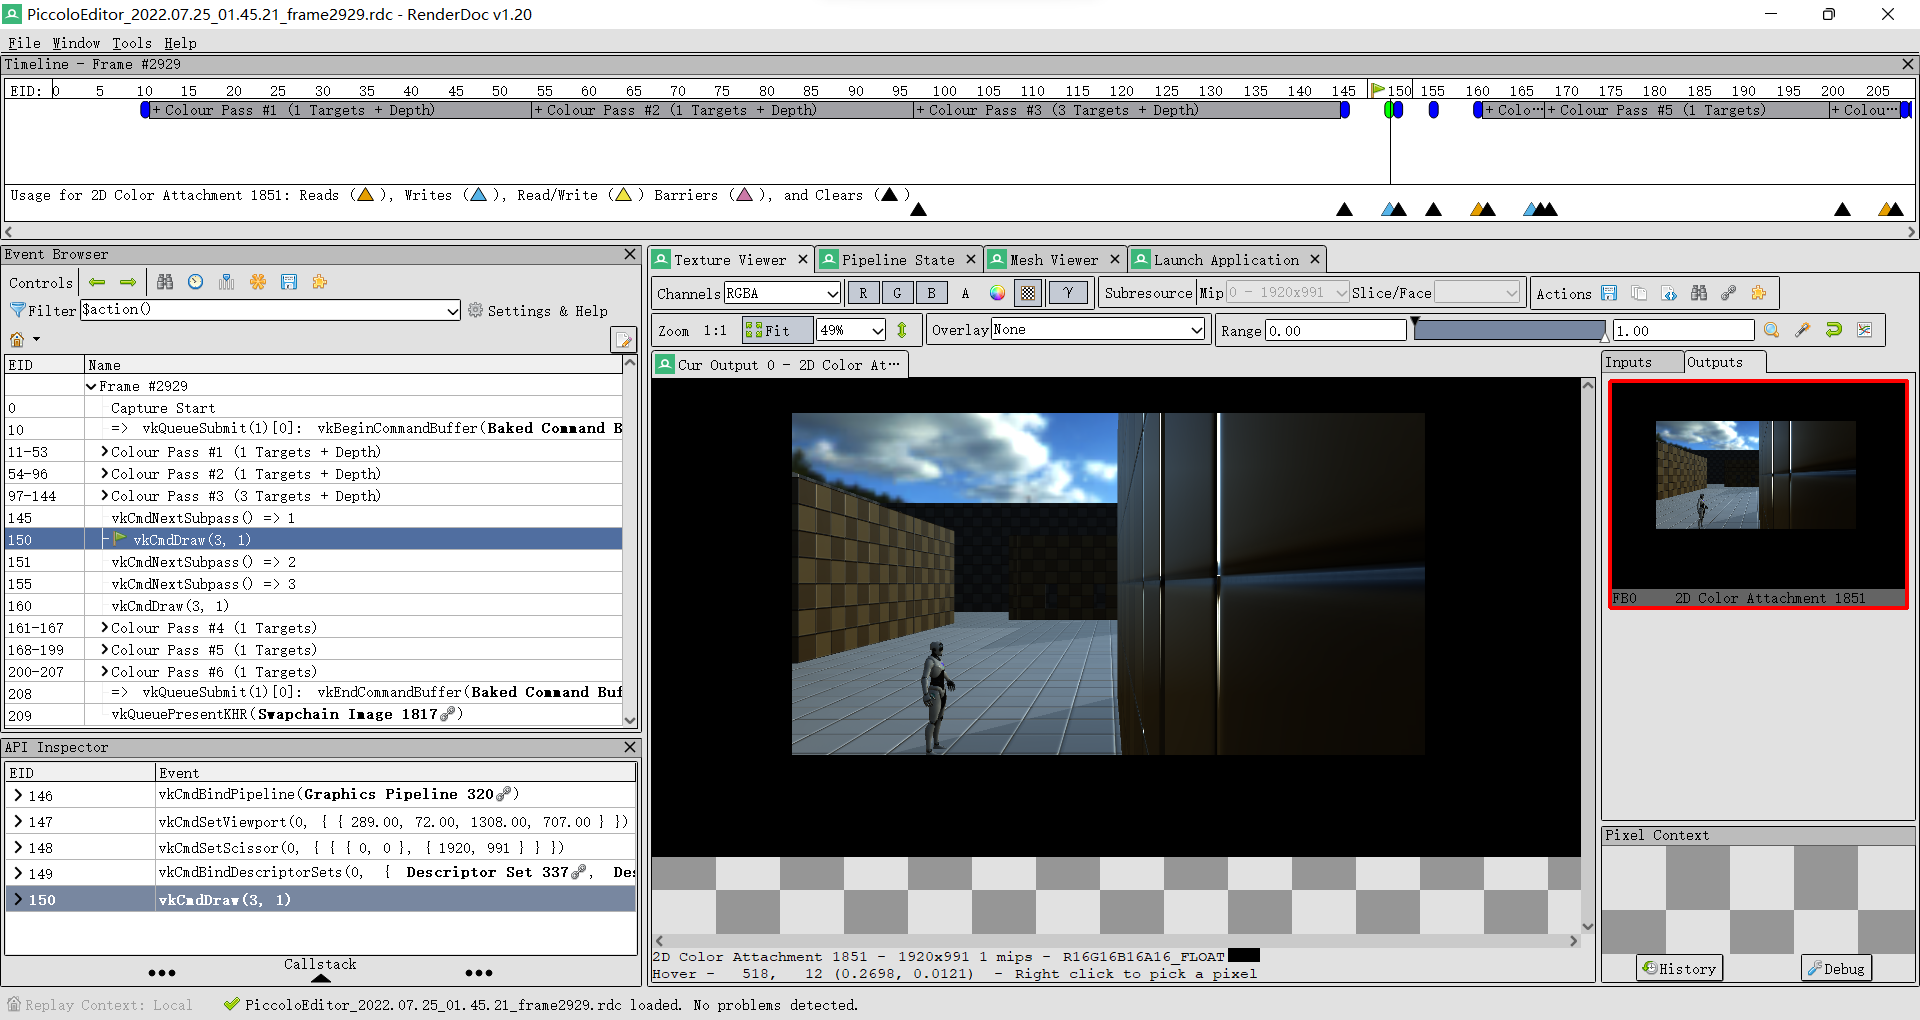 PiccoloEditor_2022.07.25_01.45.21_frame2929.rdc - RenderDoc v1.20
File Window Tools Help
Timeline - Frame #2929
EID: 0 5 10 15 20 25 30 35 40 45 50 55 60 65 70 75 80 85 90 95 100 105 110 115 120 125 130 135 140 145 150 155 160 165 170 175 180 185 190 195 200 205
+ Colour Pass #1 (1 Targets + Depth) + Colour Pass #2 (1 Targets + Depth) + Colour Pass #3 (3 Targets + Depth) + Colo··· + Colour Pass #5 (1 Targets) + Colou···
Usage for 2D Color Attachment 1851: Reads ( ), Writes ( ), Read/Write ( ) Barriers ( ), and Clears ( )
Event Browser
Controls
Filter $action() Settings & Help
EID Name
Frame #2929
0 Capture Start
10 => vkQueueSubmit(1)[0]: vkBeginCommandBuffer(Baked Command B
11-53 Colour Pass #1 (1 Targets + Depth)
54-96 Colour Pass #2 (1 Targets + Depth)
97-144 Colour Pass #3 (3 Targets + Depth)
145 vkCmdNextSubpass() => 1
150 vkCmdDraw(3, 1)
151 vkCmdNextSubpass() => 2
155 vkCmdNextSubpass() => 3
160 vkCmdDraw(3, 1)
161-167 Colour Pass #4 (1 Targets)
168-199 Colour Pass #5 (1 Targets)
200-207 Colour Pass #6 (1 Targets)
208 => vkQueueSubmit(1)[0]: vkEndCommandBuffer(Baked Command Buf
209 vkQueuePresentKHR(Swapchain Image 1817)
API Inspector
EID Event
146 vkCmdBindPipeline(Graphics Pipeline 320)
147 vkCmdSetViewport(0, { { 289.00, 72.00, 1308.00, 707.00 } })
148 vkCmdSetScissor(0, { { { 0, 0 }, { 1920, 991 } } })
149 vkCmdBindDescriptorSets(0, { Descriptor Set 337, Des
150 vkCmdDraw(3, 1)
Callstack
Texture Viewer Pipeline State Mesh Viewer Launch Application
Channels RGBA R G B A γ Subresource Mip 0 - 1920x991 Slice/Face Actions
Zoom 1:1 Fit 49% Overlay None Range 0.00 1.00
Cur Output 0 - 2D Color At···
2D Color Attachment 1851 - 1920x991 1 mips - R16G16B16A16_FLOAT
Hover - 518, 12 (0.2698, 0.0121) - Right click to pick a pixel
Inputs Outputs
FB0 2D Color Attachment 1851
Pixel Context
History Debug
Replay Context: Local PiccoloEditor_2022.07.25_01.45.21_frame2929.rdc loaded. No problems detected.